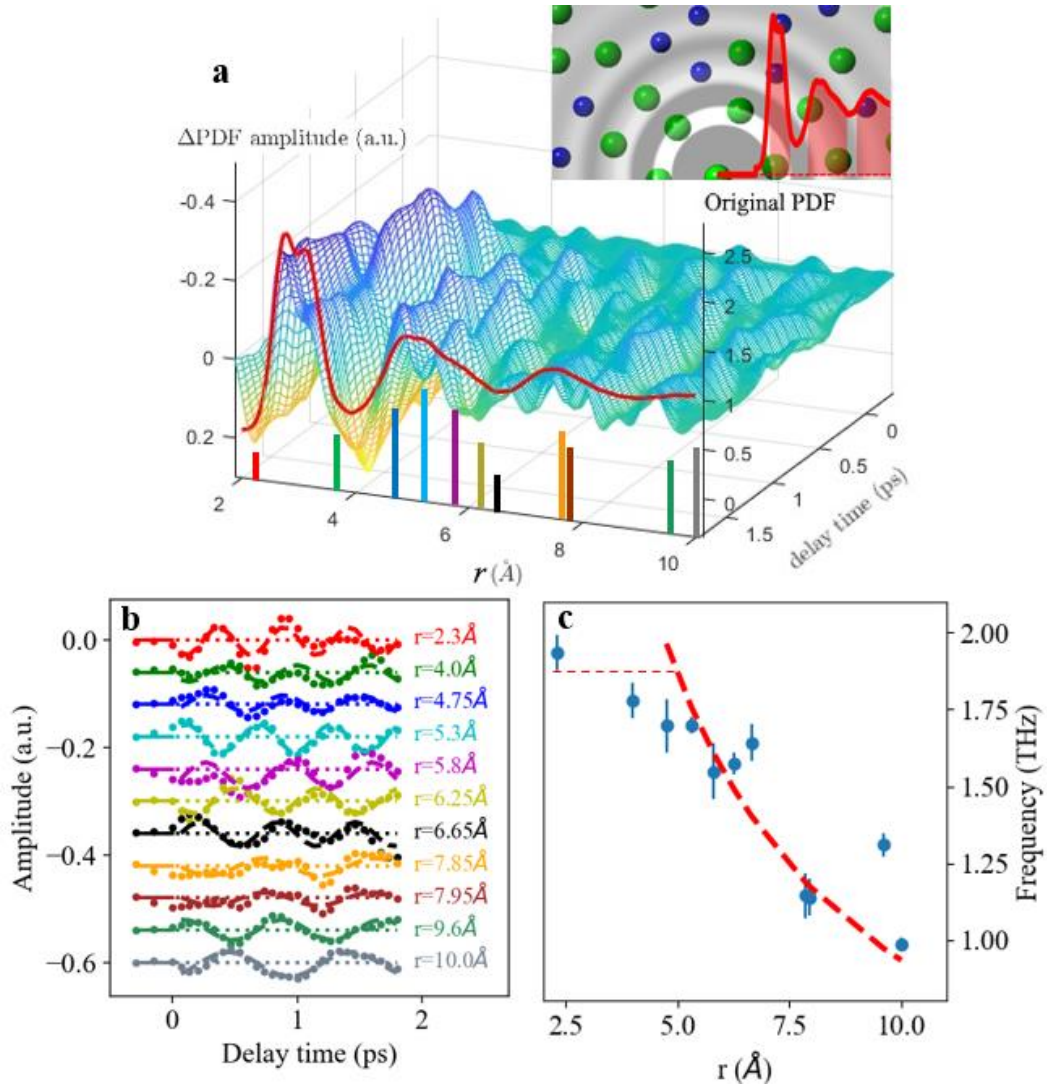 a
ΔPDF amplitude (a.u.)
-0.4
-0.2
0
0.2
Original PDF
2.5
2
1.5
1
0.5
0
2
4
6
8
10
r (Å)
0
0.5
1
1.5
delay time (ps)
b
0.0
−0.2
−0.4
−0.6
Amplitude (a.u.)
r=2.3Å
r=4.0Å
r=4.75Å
r=5.3Å
r=5.8Å
r=6.25Å
r=6.65Å
r=7.85Å
r=7.95Å
r=9.6Å
r=10.0Å
0
1
2
Delay time (ps)
c
2.00
1.75
1.50
1.25
1.00
Frequency (THz)
2.5
5.0
7.5
10.0
r (Å)